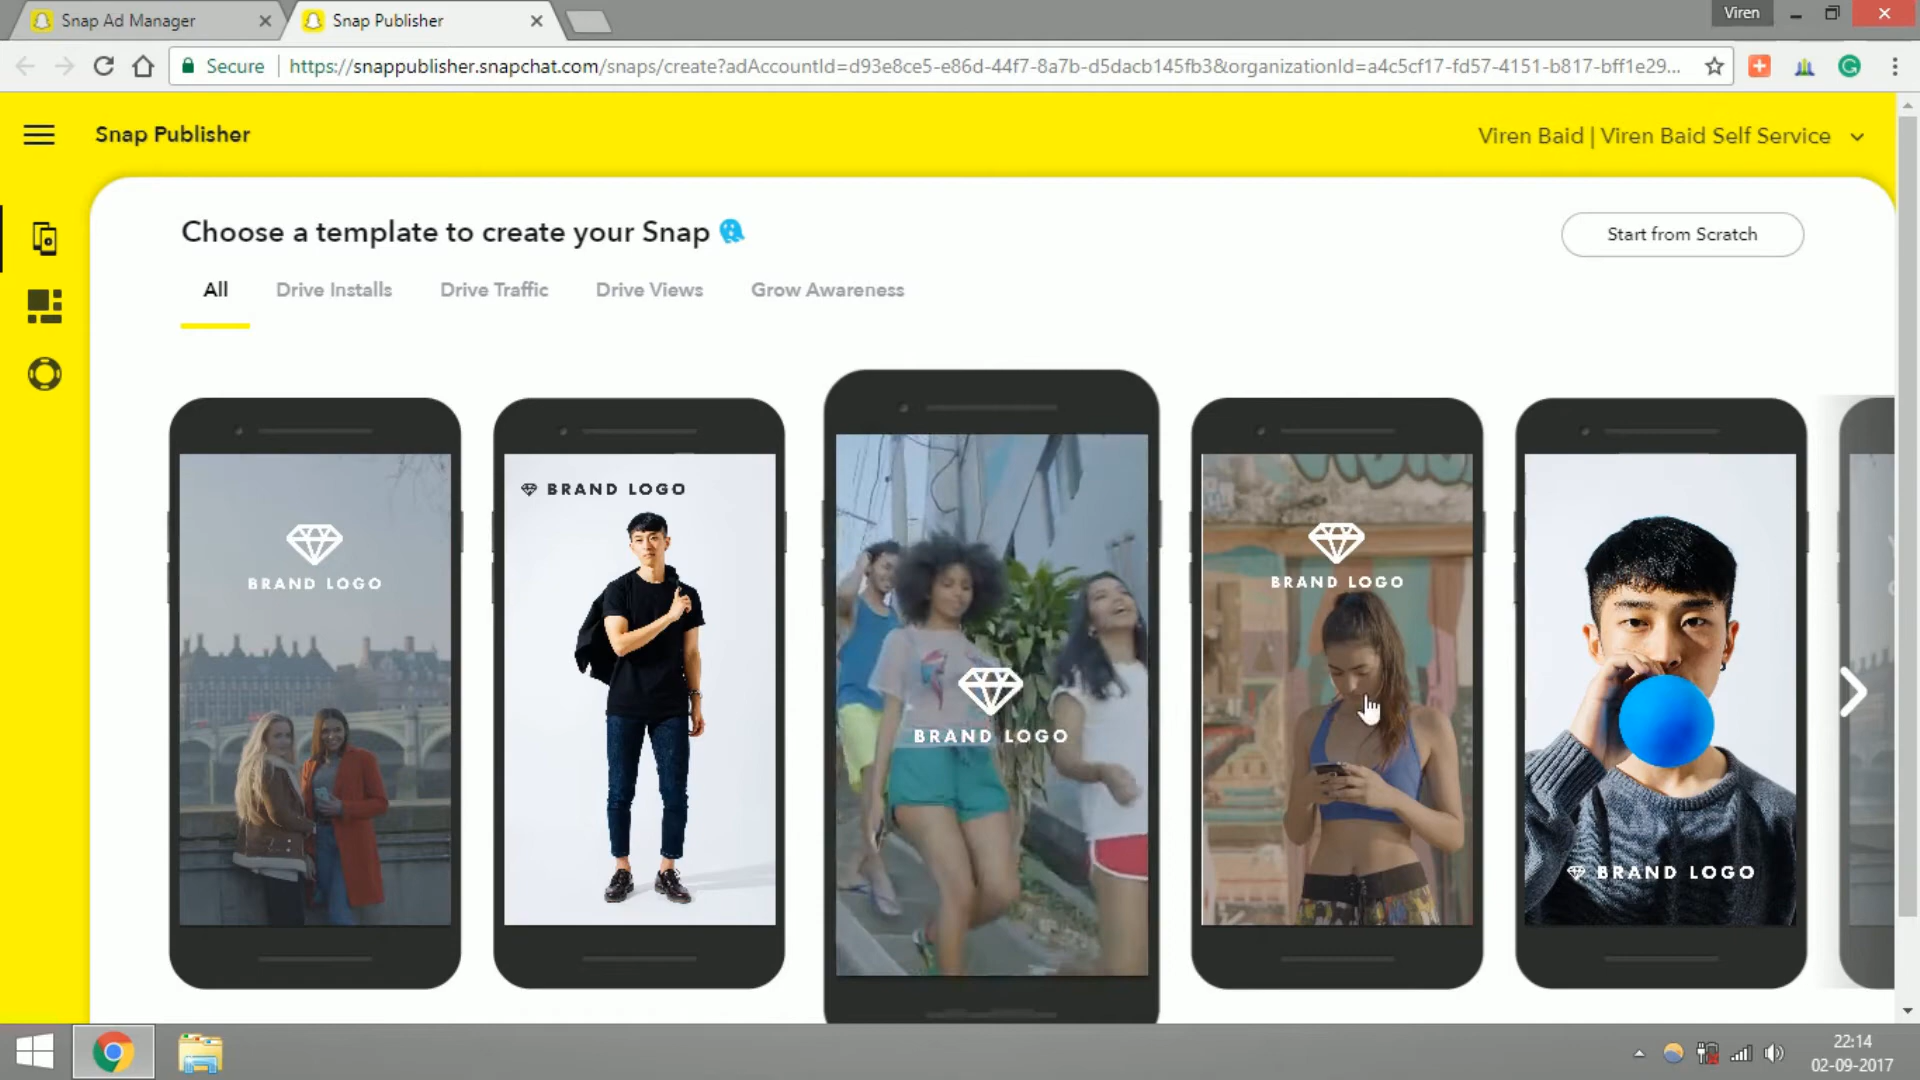 Snap Ad Manager
Snap Publisher
Viren
Secure
https://snappublisher.snapchat.com/snaps/create?adAccountId=d93e8ce5-e86d-44f7-8a7b-d5dacb145fb3&organizationId=a4c5cf17-fd57-4151-b817-bff1e29...
Snap Publisher
Viren Baid | Viren Baid Self Service
Choose a template to create your Snap
Start from Scratch
All
Drive Installs
Drive Traffic
Drive Views
Grow Awareness
BRAND LOGO
BRAND LOGO
BRAND LOGO
BRAND LOGO
BRAND LOGO
22:14
02-09-2017